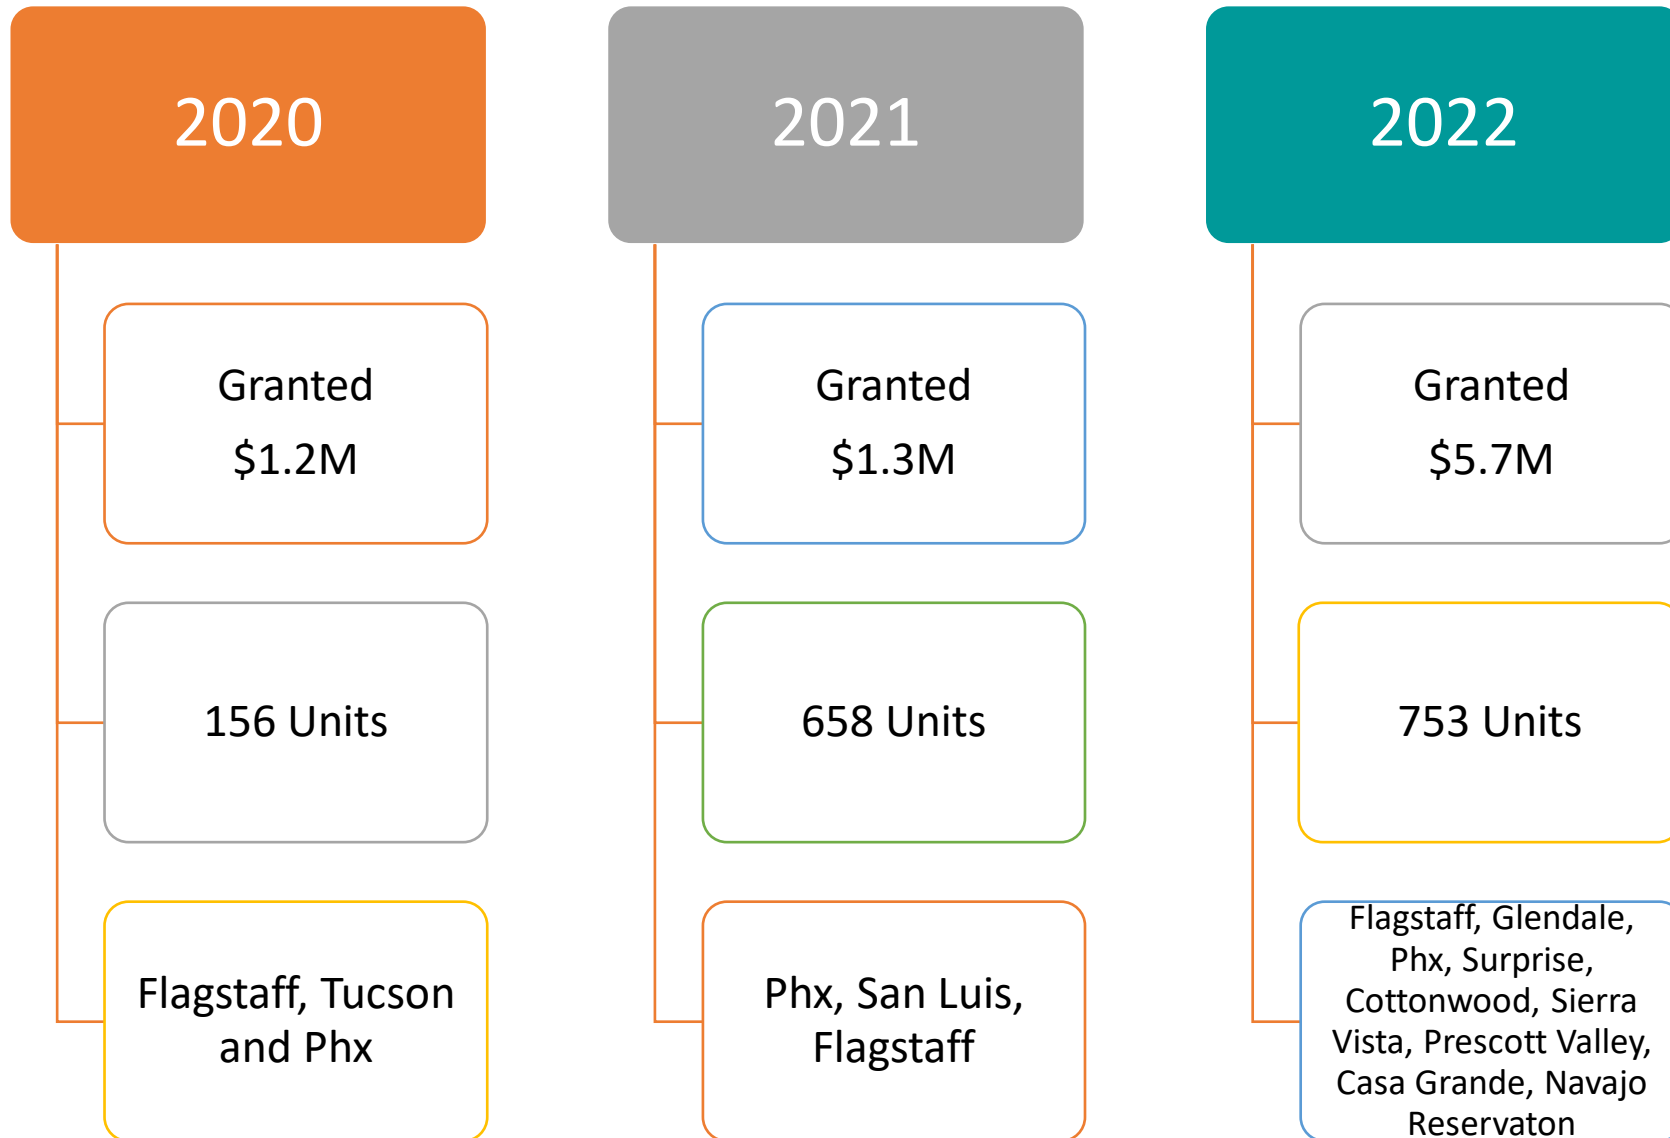 2020
Granted
$1.2M
156 Units
Flagstaff, Tucson
and Phx
2021
Granted
$1.3M
658 Units
Phx, San Luis,
Flagstaff
2022
Granted
$5.7M
753 Units
Flagstaff, Glendale,
Phx, Surprise,
Cottonwood, Sierra
Vista, Prescott Valley,
Casa Grande, Navajo
Reservaton